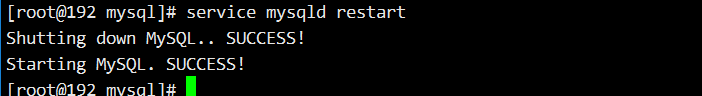 [root@192 mysql]# service mysqld restart
Shutting down MySQL.. SUCCESS!
Starting MySQL. SUCCESS!
[root@192 mysql]#